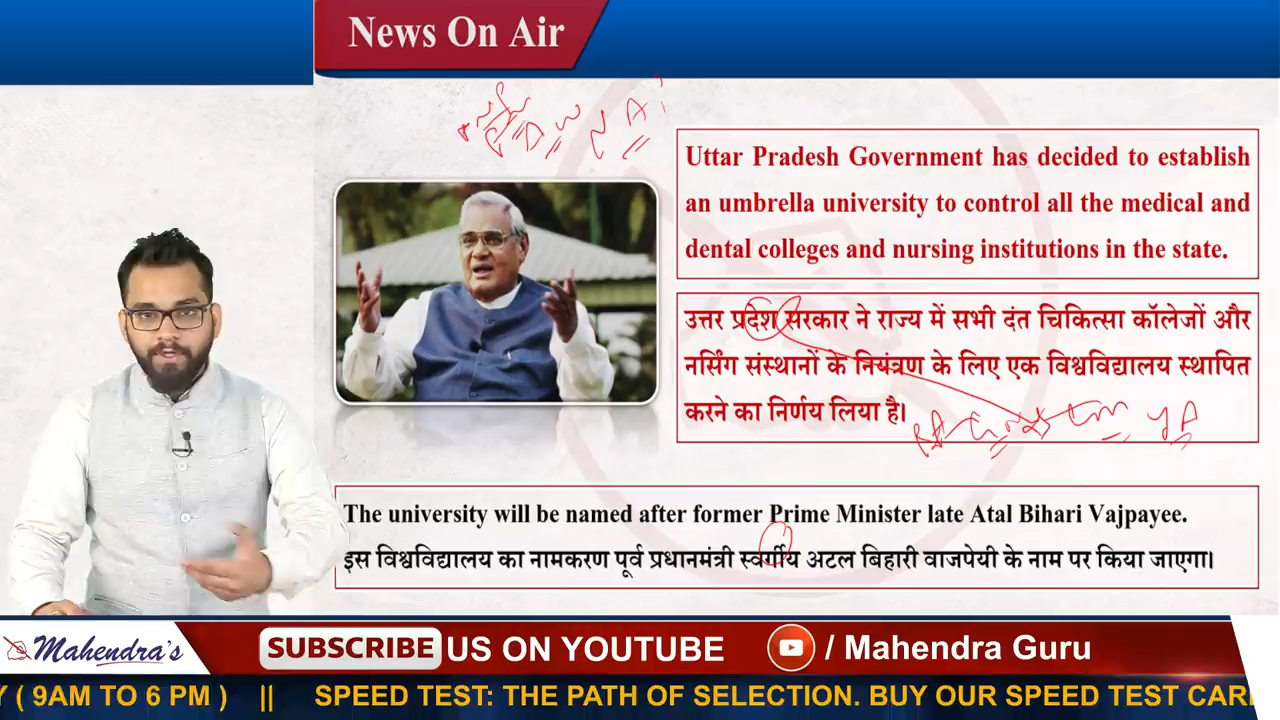 News On Air
Uttar Pradesh Government has decided to establish
an umbrella university to control all the medical and
dental colleges and nursing institutions in the state.
उत्तर प्रदेश सरकार ने राज्य में सभी दंत चिकित्सा कॉलेजों और
नर्सिंग संस्थानों के नियंत्रण के लिए एक विश्वविद्यालय स्थापित
करने का निर्णय लिया है।
The university will be named after former Prime Minister late Atal Bihari Vajpayee.
इस विश्वविद्यालय का नामकरण पूर्व प्रधानमंत्री स्वर्गीय अटल बिहारी वाजपेयी के नाम पर किया जाएगा।
Mahendra's
SUBSCRIBE US ON YOUTUBE / Mahendra Guru
Y ( 9AM TO 6 PM ) || SPEED TEST: THE PATH OF SELECTION. BUY OUR SPEED TEST CAR